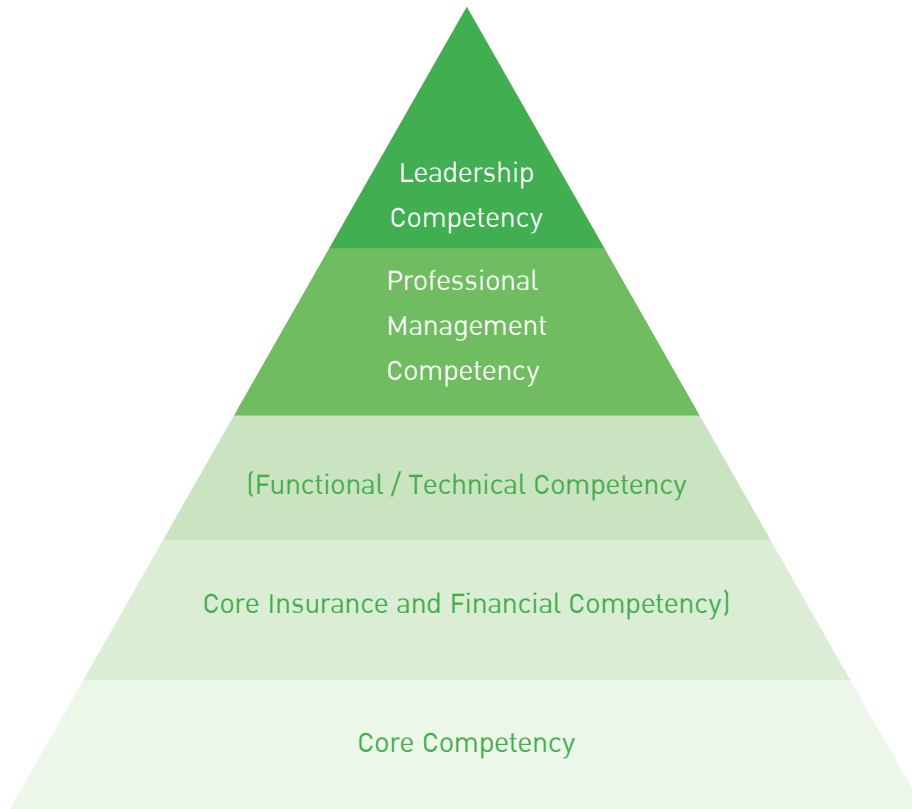 Leadership
Competency
Professional
Management
Competency
(Functional / Technical Competency
Core Insurance and Financial Competency)
Core Competency